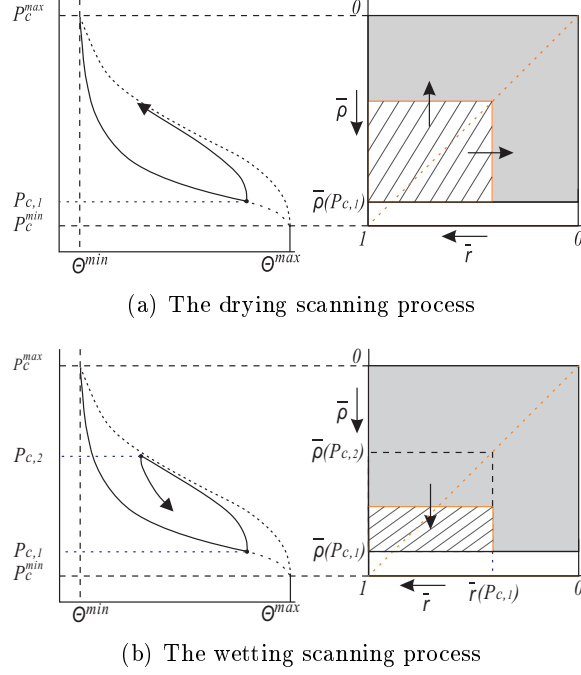 P_c^max
0
ρ̅
P_c,1
ρ̅(P_c,1)
P_c^min
1
0
Θ^min
Θ^max
r̅
(a) The drying scanning process
P_c^max
0
ρ̅
P_c,2
ρ̅(P_c,2)
P_c,1
ρ̅(P_c,1)
P_c^min
1
r̅
r̅(P_c,1)
0
Θ^min
Θ^max
(b) The wetting scanning process